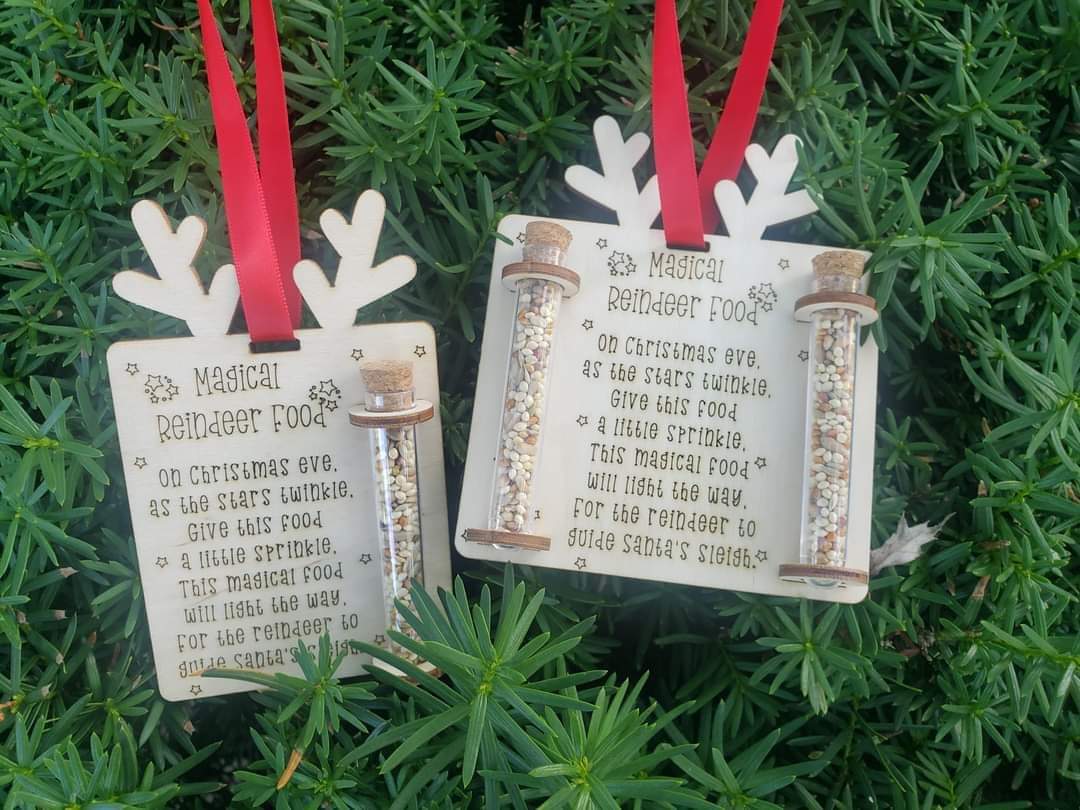 Magical
Reindeer Food
On Christmas eve,
as the stars twinkle,
Give this food
a little sprinkle,
This magical food
will light the way,
For the reindeer to
guide Santa's sleigh
Magical
Reindeer Food
On Christmas eve,
as the stars twinkle,
Give this food
a little sprinkle,
This magical food
will light the way,
For the reindeer to
guide Santa's sleigh.